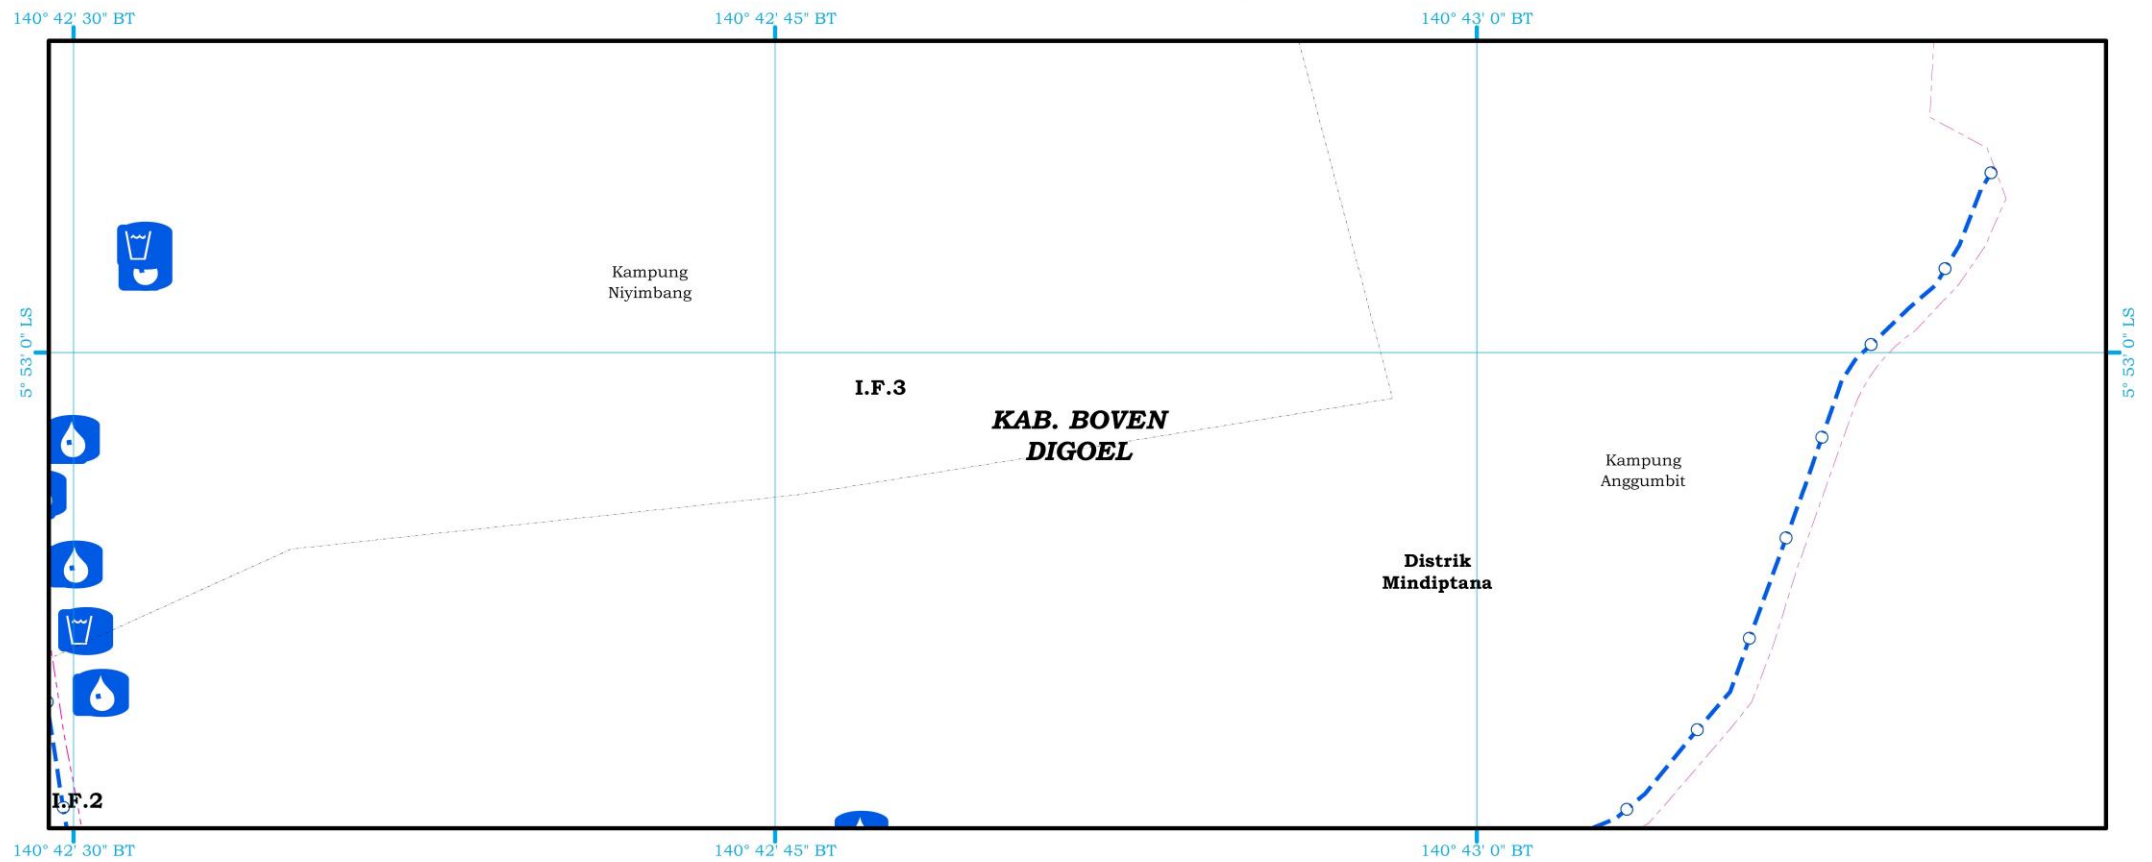 140° 42' 30" BT
140° 42' 45" BT
140° 43' 0" BT
Kampung
Niyimbang
5° 53' 0" LS
5° 53' 0" LS
I.F.3
KAB. BOVEN
DIGOEL
Kampung
Anggumbit
Distrik
Mindiptana
I.F.2
140° 42' 30" BT
140° 42' 45" BT
140° 43' 0" BT